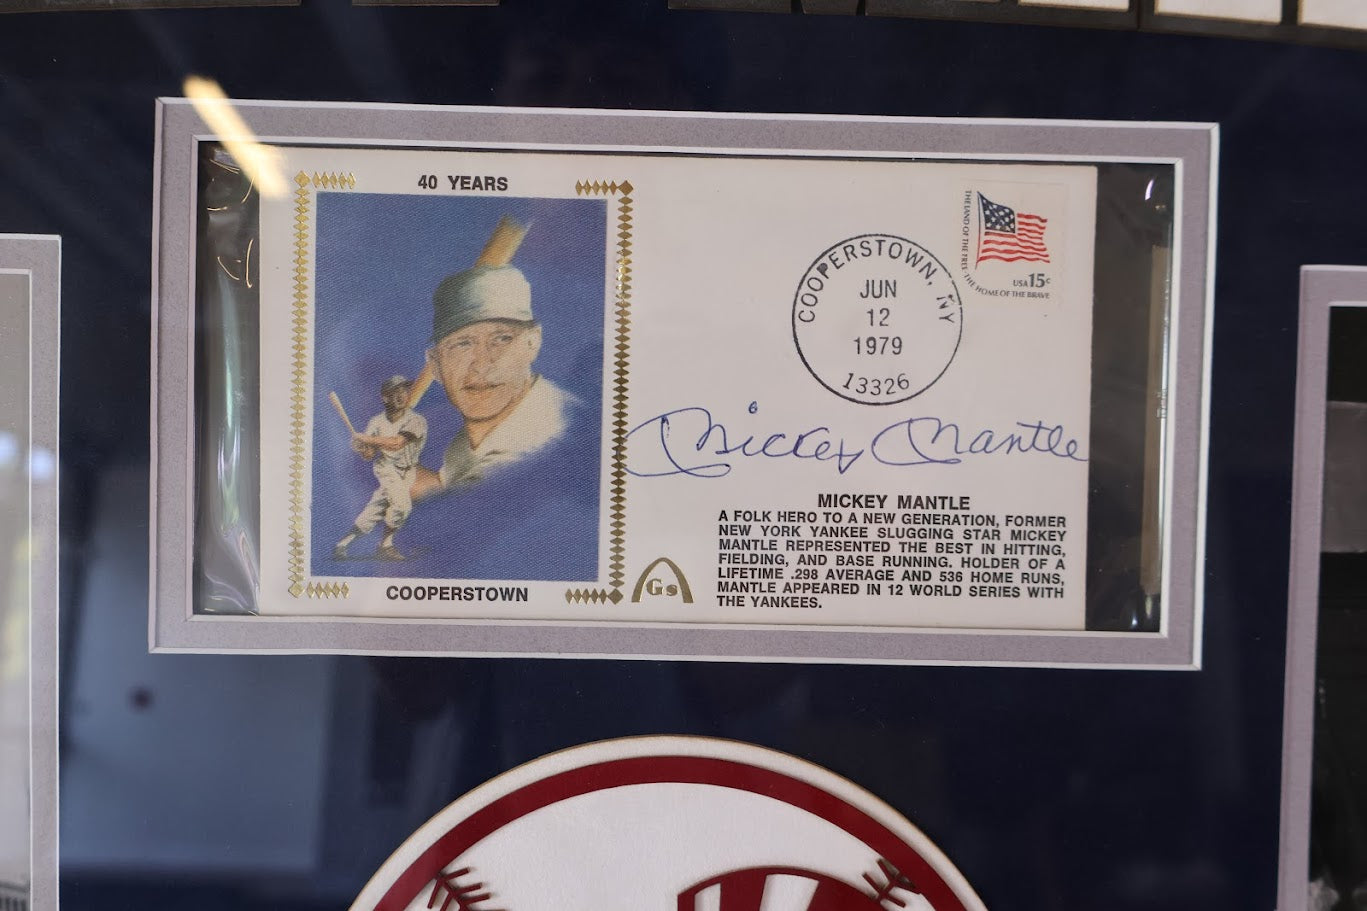 40 YEARS
COOPERSTOWN
THE LAND OF THE FREE THE HOME OF THE BRAVE
USA 15c
COOPERSTOWN, NY
JUN
12
1979
13326
Mickey Mantle
Gs
MICKEY MANTLE
A FOLK HERO TO A NEW GENERATION, FORMER
NEW YORK YANKEE SLUGGING STAR MICKEY
MANTLE REPRESENTED THE BEST IN HITTING,
FIELDING, AND BASE RUNNING. HOLDER OF A
LIFETIME .298 AVERAGE AND 536 HOME RUNS,
MANTLE APPEARED IN 12 WORLD SERIES WITH
THE YANKEES.